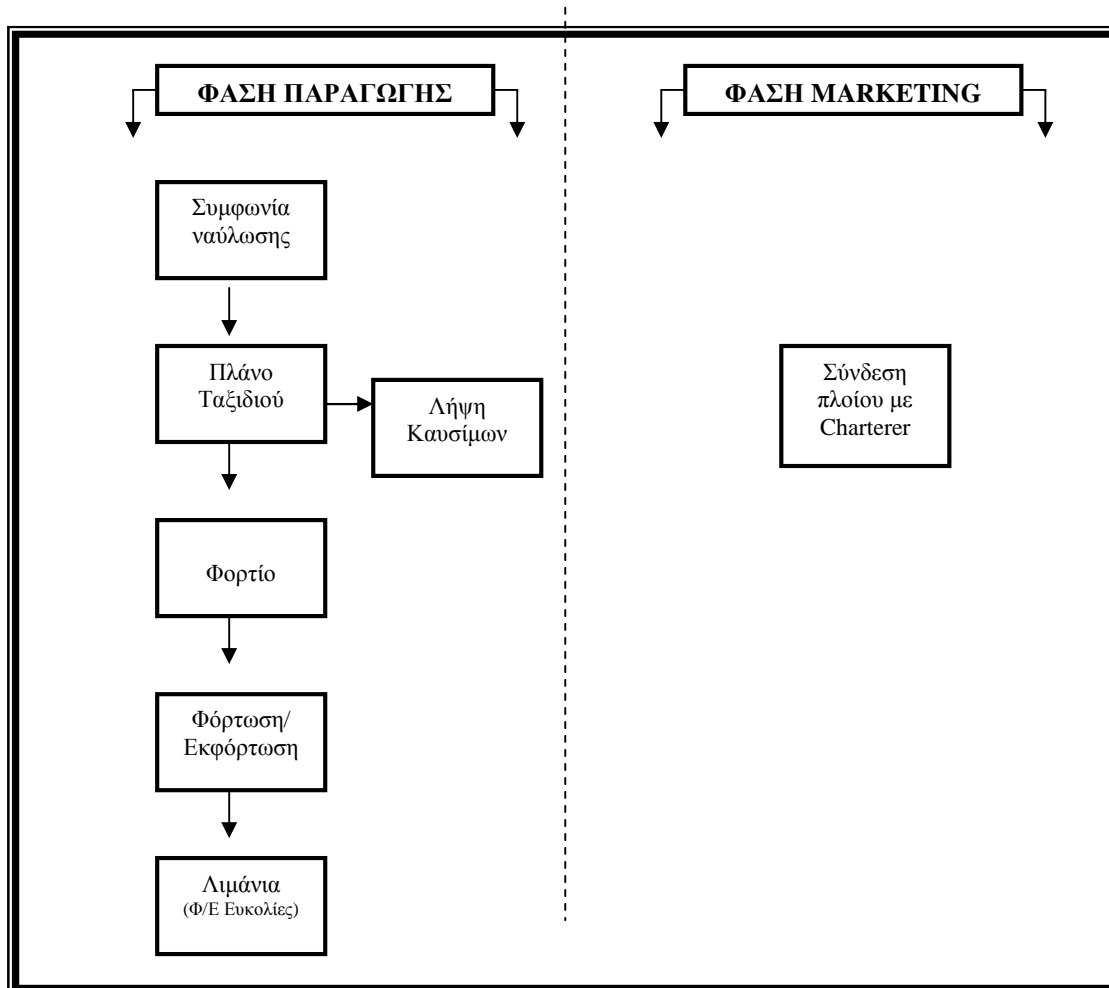 ΦΑΣΗ ΠΑΡΑΓΩΓΗΣ
Συμφωνία
ναύλωσης
Πλάνο
Ταξιδιού
Λήψη
Καυσίμων
Φορτίο
Φόρτωση/
Εκφόρτωση
Λιμάνια
(Φ/Ε Ευκολίες)
ΦΑΣΗ MARKETING
Σύνδεση
πλοίου με
Charterer